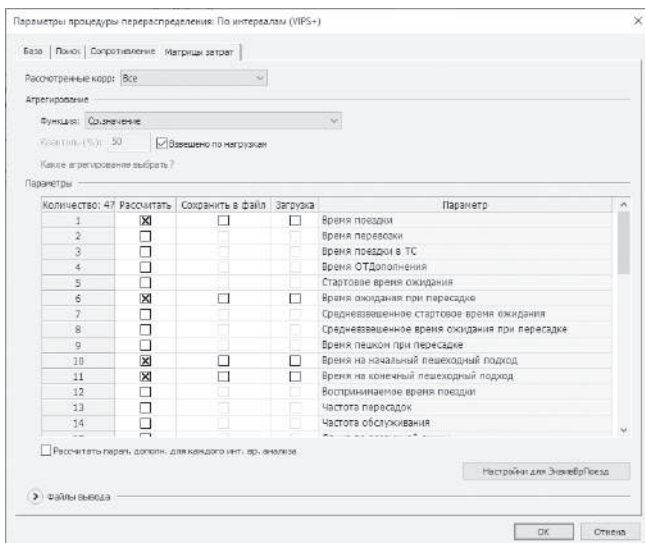 Параметры процедуры перераспределения: По интервалам (VIPS+)
База Поиск Сопротивление Матрицы затрат
Рассмотренные корр: Все
Агрегирование
Функция: Ср.значение
Квантиль (%): 50 Взвешено по нагрузкам
Какое агрегирование выбрать?
Параметры
Количество: 47 Рассчитать Сохранить в файл Загрузка Параметр
1 Время поездки
2 Время перевозки
3 Время поездки в ТС
4 Время ОТДополнения
5 Стартовое время ожидания
6 Время ожидания при пересадке
7 Средневзвешенное стартовое время ожидания
8 Средневзвешенное время ожидания при пересадке
9 Время пешком при пересадке
10 Время на начальный пешеходный подход
11 Время на конечный пешеходный подход
12 Воспринимаемое время поездки
13 Частота пересадок
14 Частота обслуживания
Рассчитать парам. дополн. для каждого инт. вр. анализа
Настройки для ЭквивВрПоезд
Файлы вывода
OK Отмена